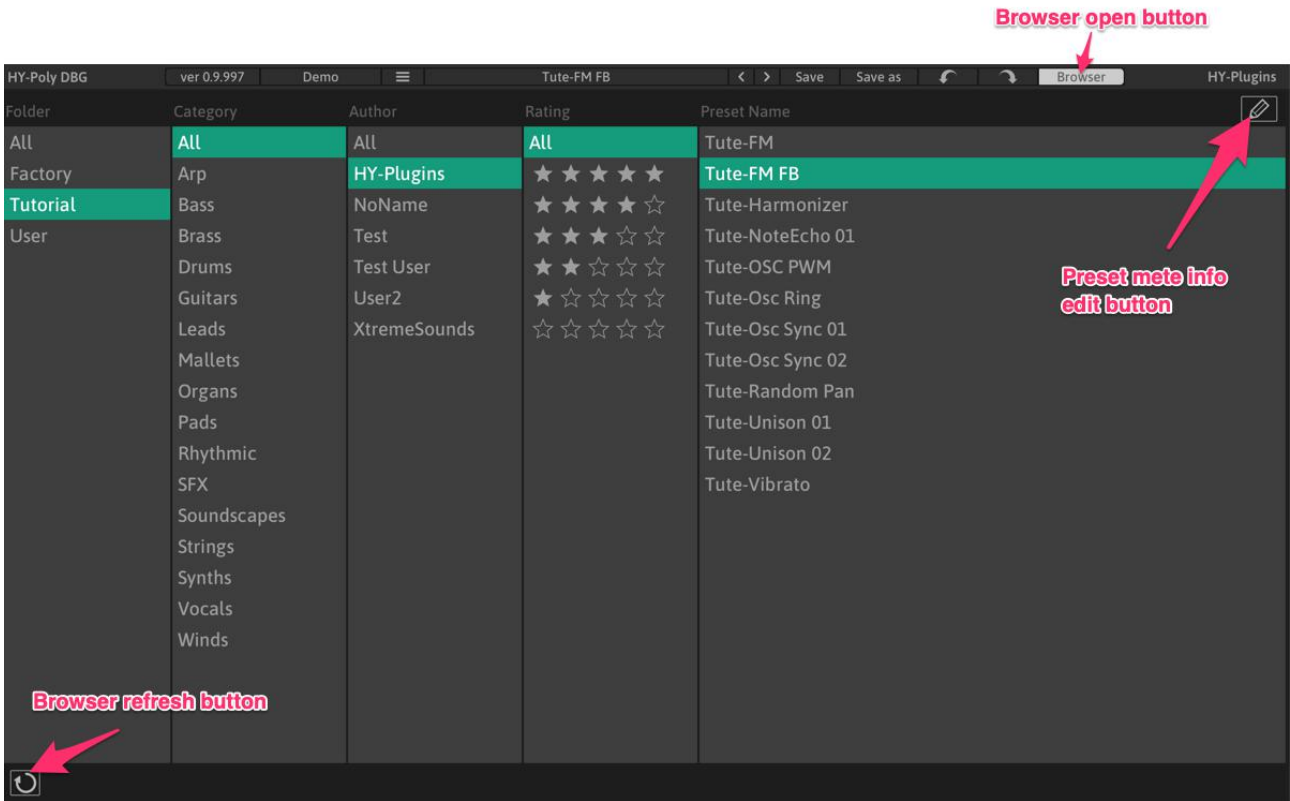 Browser open button
HY-Poly DBG ver 0.9.997 Demo Tute-FM FB < > Save Save as Browser HY-Plugins
Folder Category Author Rating Preset Name
All All All All Tute-FM
Factory Arp HY-Plugins Tute-FM FB
Tutorial Bass NoName Tute-Harmonizer
User Brass Test Tute-NoteEcho 01
Drums Test User Tute-OSC PWM
Guitars User2 Tute-Osc Ring
Leads XtremeSounds Tute-Osc Sync 01
Mallets Tute-Osc Sync 02
Organs Tute-Random Pan
Pads Tute-Unison 01
Rhythmic Tute-Unison 02
SFX Tute-Vibrato
Soundscapes
Strings
Synths
Vocals
Winds
Preset mete info
edit button
Browser refresh button